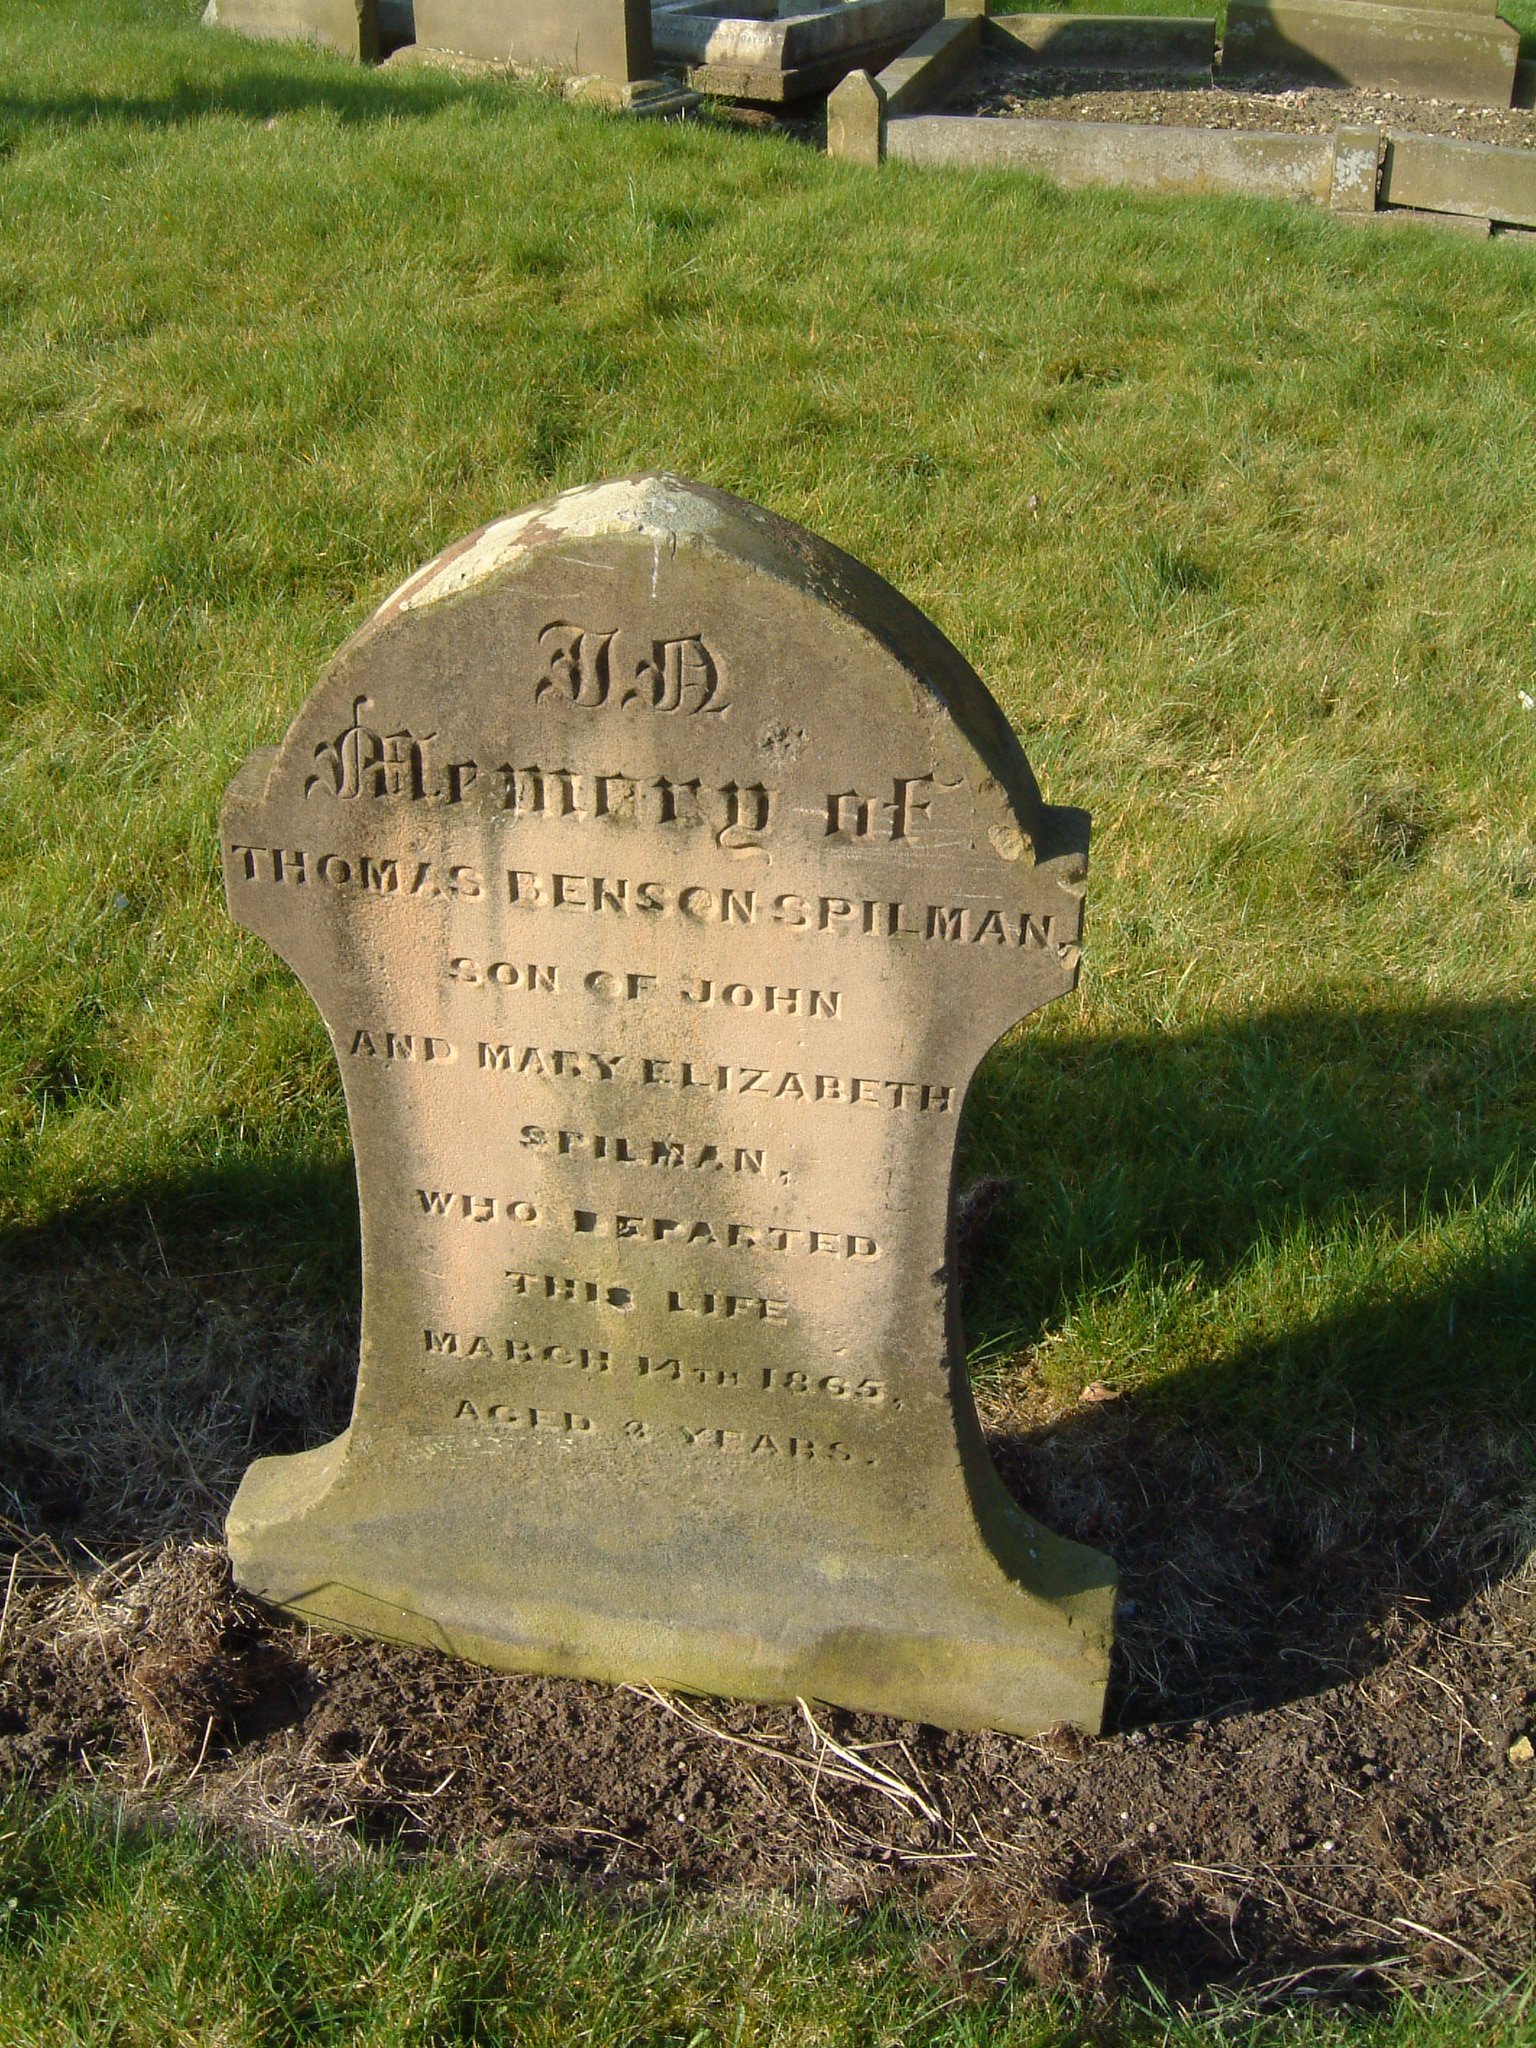 In
Memory of
THOMAS BENSON SPILMAN,
SON OF JOHN
AND MARY ELIZABETH
SPILMAN,
WHO DEPARTED
THIS LIFE
MARCH 14TH 1865,
AGED 3 YEARS.